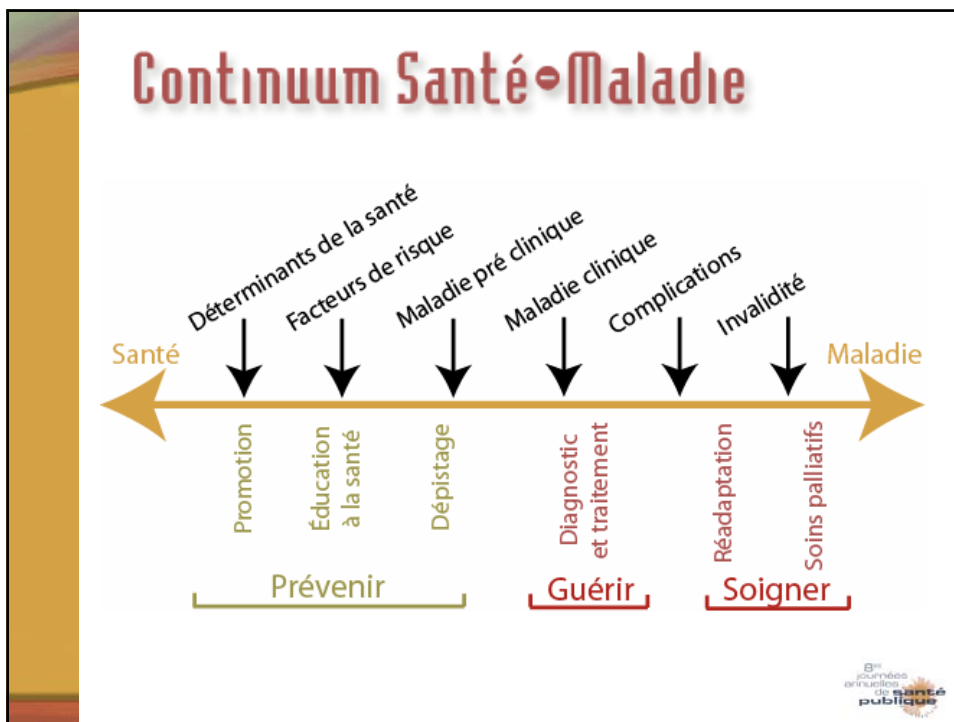 Continuum Santé-Maladie
Déterminants de la santé
Facteurs de risque
Maladie pré clinique
Maladie clinique
Complications
Invalidité
Santé
Maladie
Promotion
Éducation
à la santé
Dépistage
Diagnostic
et traitement
Réadaptation
Soins palliatifs
Prévenir
Guérir
Soigner
8es
journées
annuelles
de santé
publique